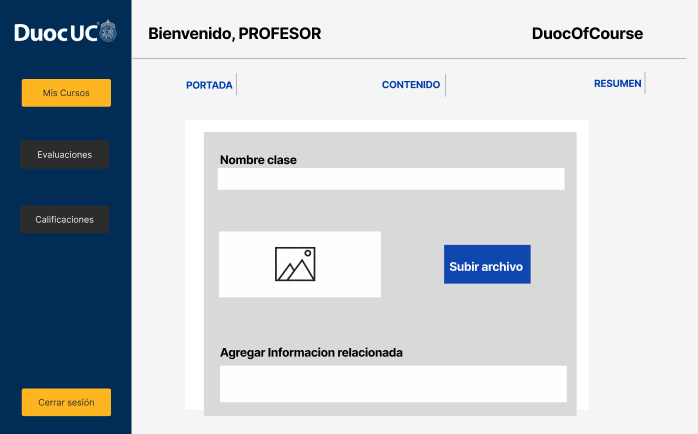 DuocUC
Bienvenido, PROFESOR
DuocOfCourse
Mis Cursos
Evaluaciones
Calificaciones
Cerrar sesión
PORTADA
CONTENIDO
RESUMEN
Nombre clase
Subir archivo
Agregar Informacion relacionada